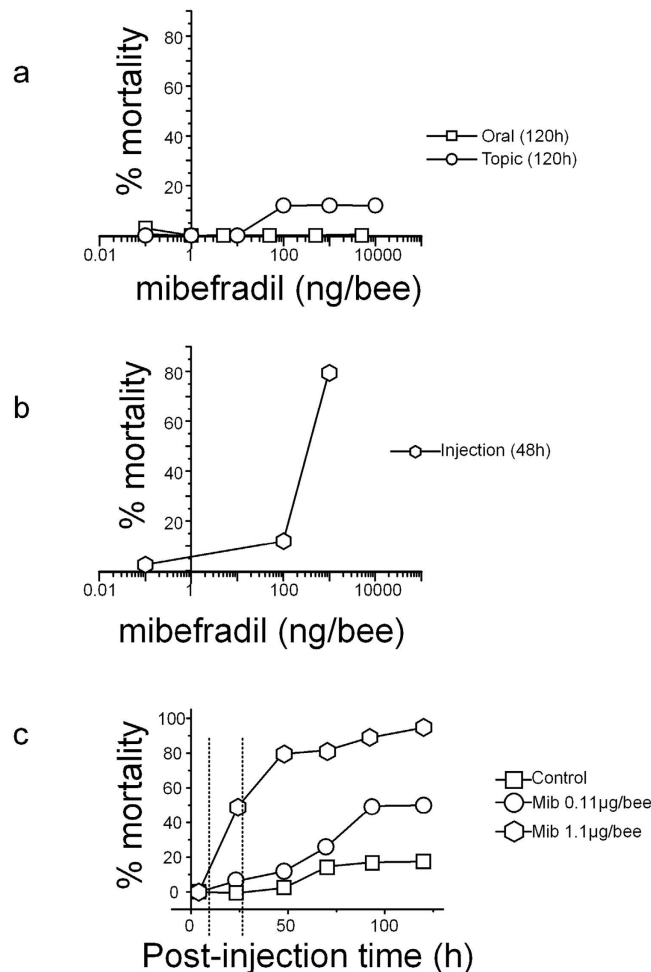 a
% mortality
80
60
40
20
0.01
1
100
10000
mibefradil (ng/bee)
Oral (120h)
Topic (120h)
b
% mortality
80
60
40
20
0.01
1
100
10000
mibefradil (ng/bee)
Injection (48h)
c
% mortality
100
80
60
40
20
0
0
50
100
Post-injection time (h)
Control
Mib 0.11µg/bee
Mib 1.1µg/bee